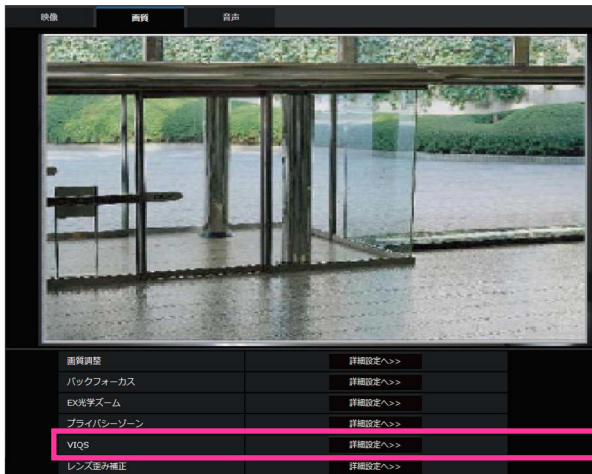 映像 画質 音声
画質調整 詳細設定へ>>
バックフォーカス 詳細設定へ>>
EX光学ズーム 詳細設定へ>>
プライバシーゾーン 詳細設定へ>>
VIQS 詳細設定へ>>
レンズ歪み補正 詳細設定へ>>